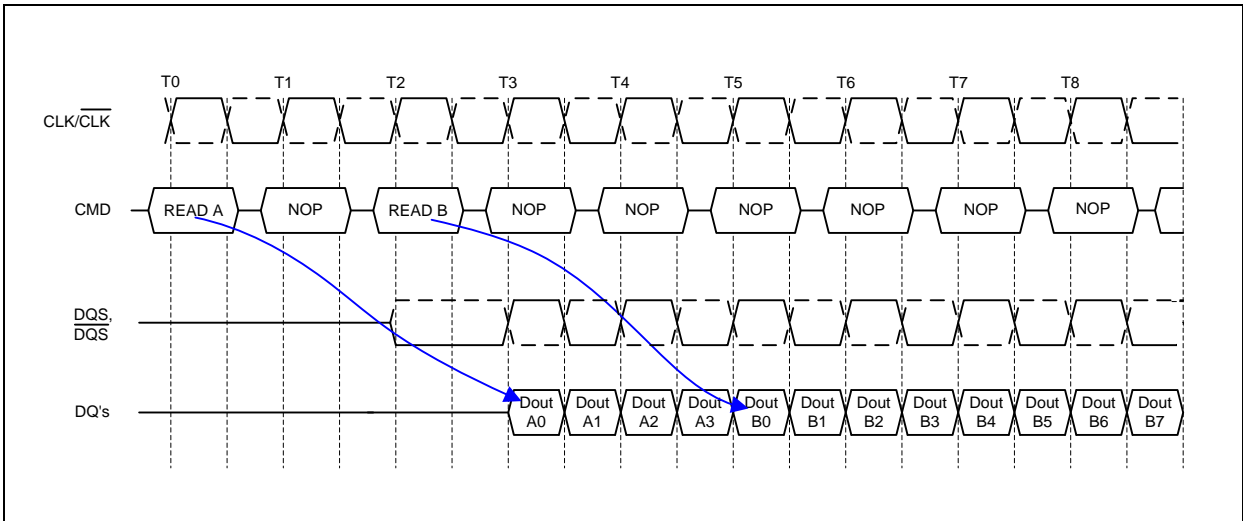 T0 T1 T2 T3 T4 T5 T6 T7 T8
CLK/CLK
CMD READ A NOP READ B NOP NOP NOP NOP NOP NOP
DQS,
DQS
DQ's
Dout Dout Dout Dout Dout Dout Dout Dout Dout Dout Dout Dout
A0 A1 A2 A3 B0 B1 B2 B3 B4 B5 B6 B7